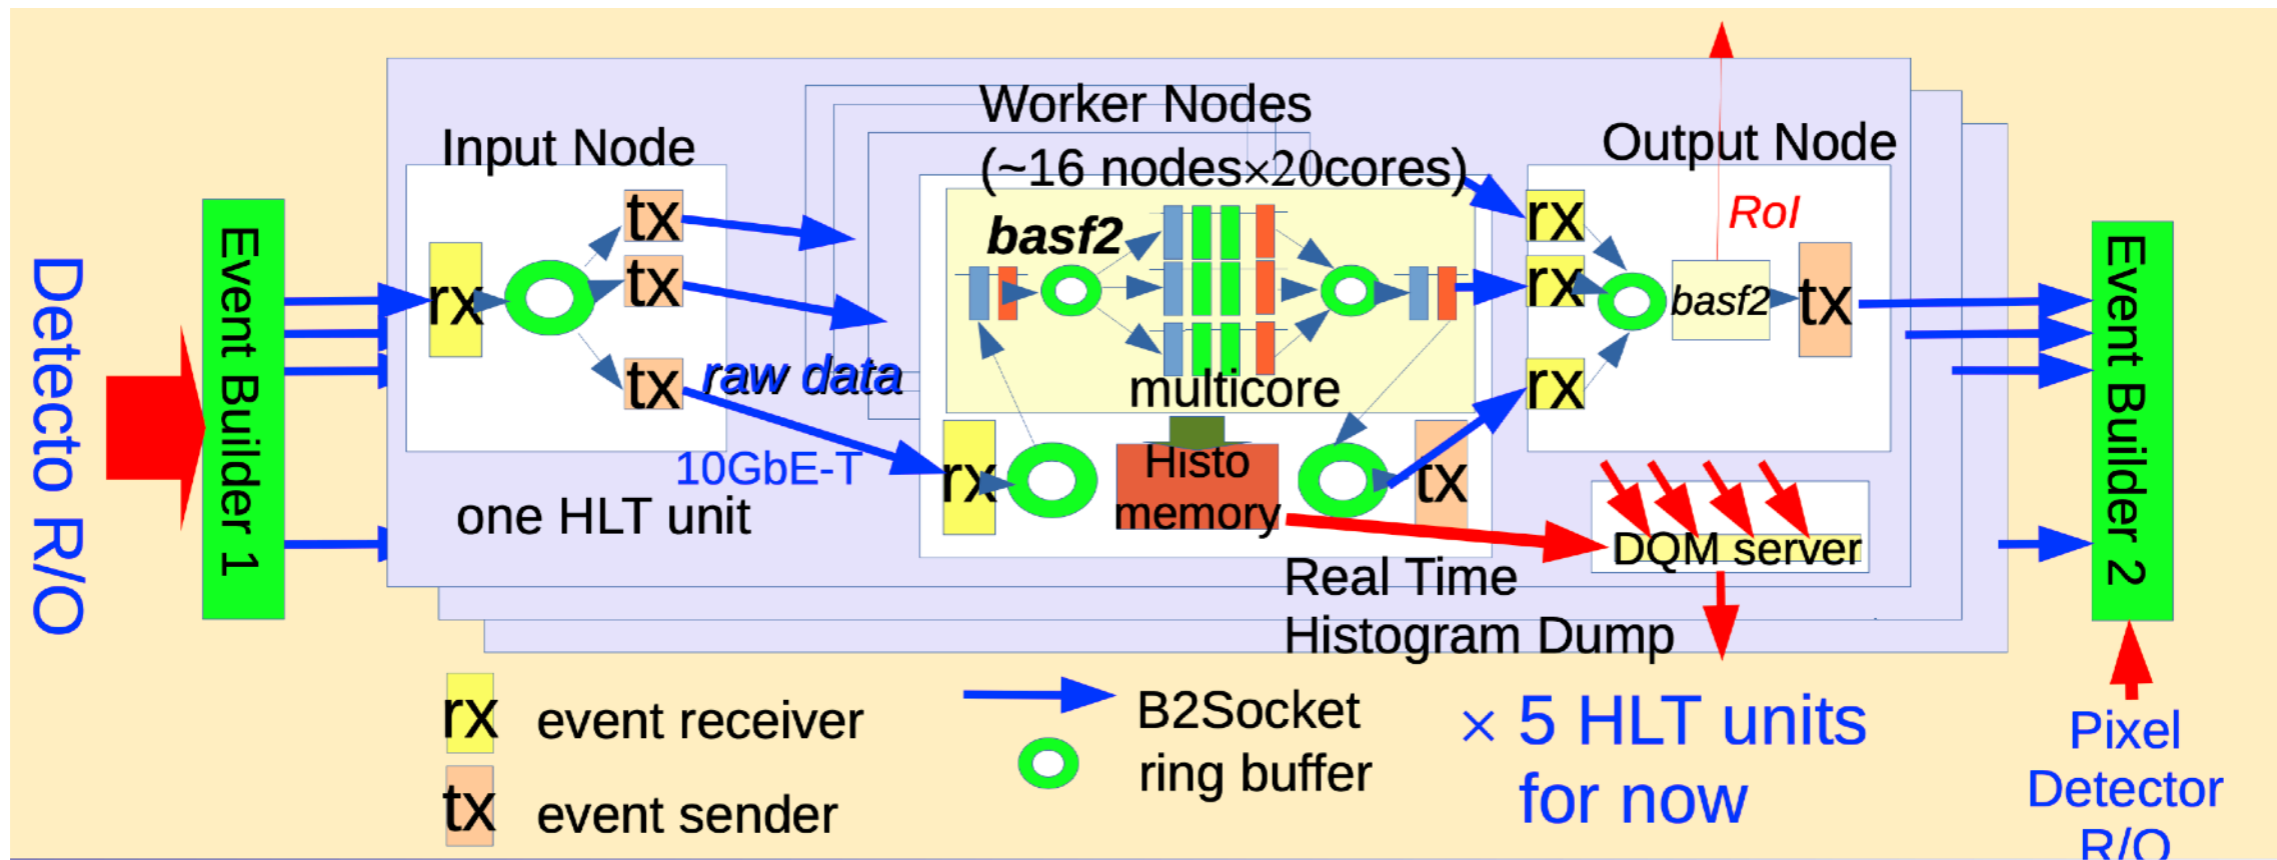 Detecto R/O
Event Builder 1
Input Node
rx
tx
tx
tx
raw data
10GbE-T
one HLT unit
Worker Nodes
(~16 nodes×20cores)
basf2
multicore
rx
Histo
memory
tx
Output Node
rx
rx
rx
RoI
basf2
tx
DQM server
Real Time
Histogram Dump
Event Builder 2
rx event receiver
tx event sender
B2Socket
ring buffer
× 5 HLT units
for now
Pixel
Detector
R/O